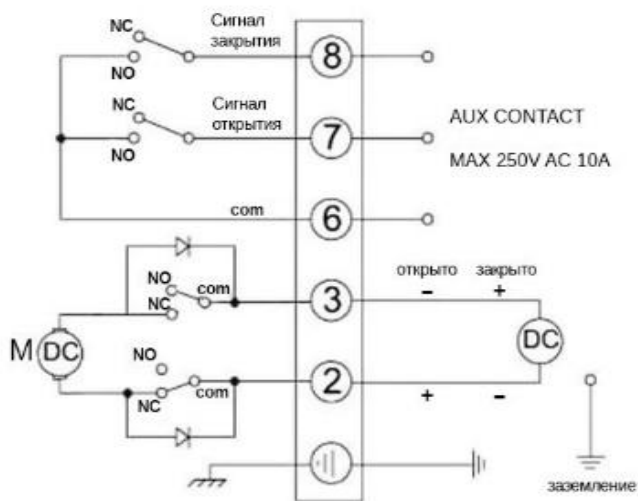 NC
Сигнал
закрытия
8
NO
NC
Сигнал
открытия
7
NO
AUX CONTACT
MAX 250V AC 10A
com
6
NO
com
NC
3
открыто закрыто
- +
M DC
DC
NO
NC
com
2
+ -
заземление